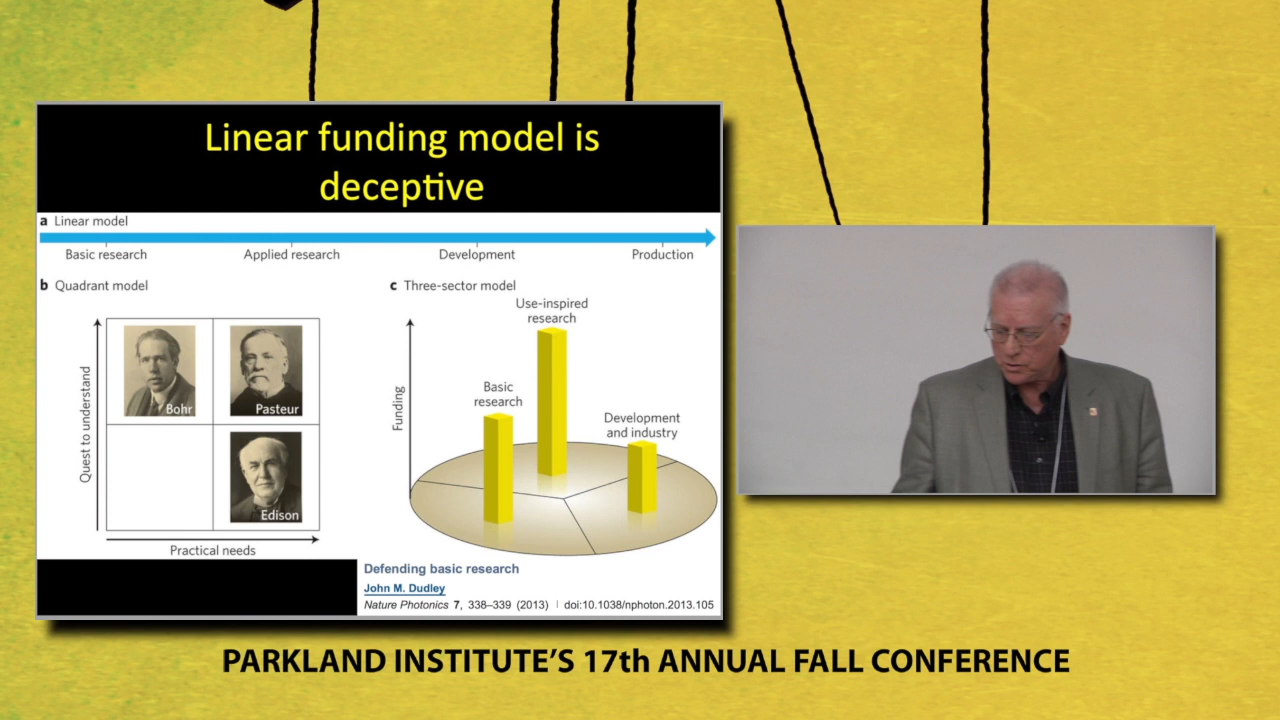 Linear funding model is
deceptive
a Linear model
Basic research Applied research Development Production
b Quadrant model
Quest to understand
Bohr
Pasteur
Edison
Practical needs
c Three-sector model
Funding
Use-inspired
research
Basic
research
Development
and industry
Defending basic research
John M. Dudley
Nature Photonics 7, 338–339 (2013) | doi:10.1038/nphoton.2013.105
PARKLAND INSTITUTE'S 17th ANNUAL FALL CONFERENCE